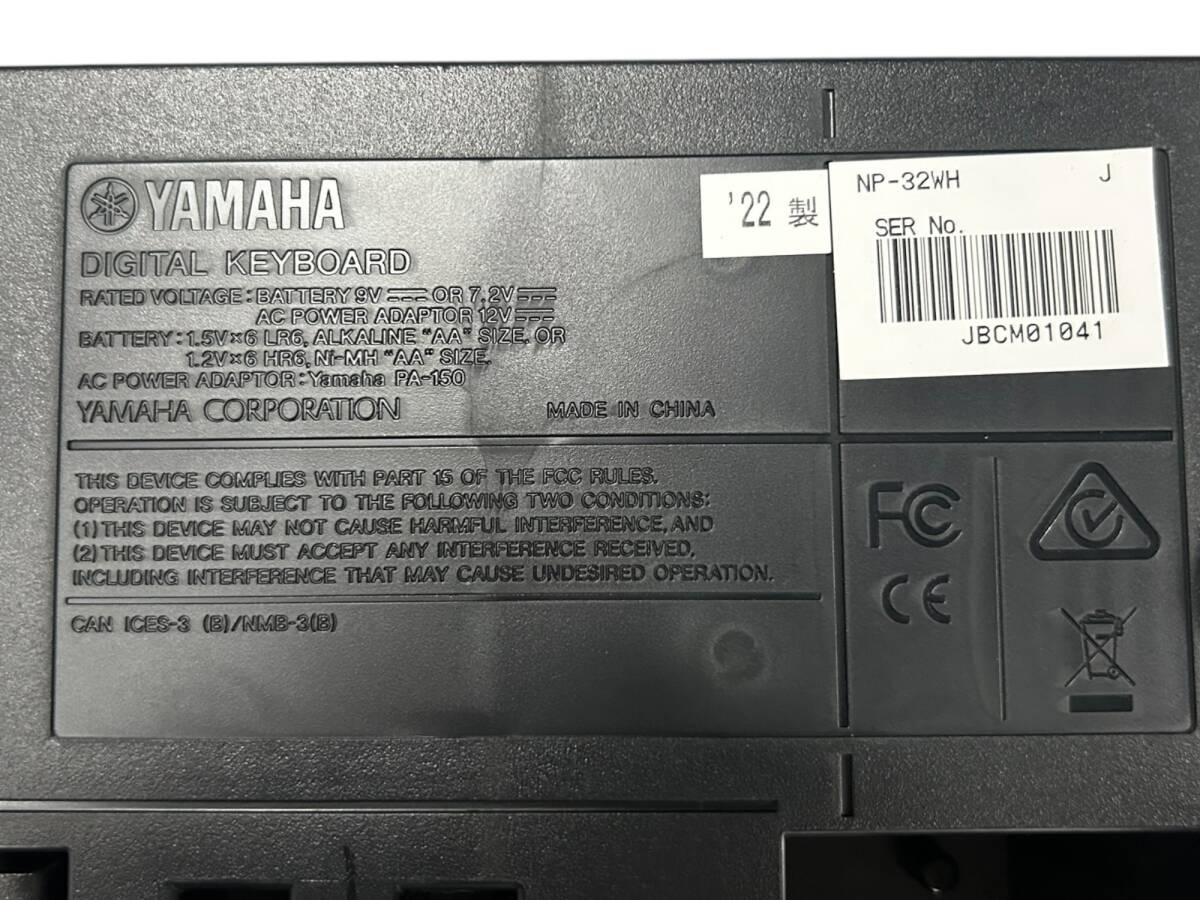 YAMAHA
DIGITAL KEYBOARD
RATED VOLTAGE : BATTERY 9V OR 7.2V
AC POWER ADAPTOR 12V
BATTERY : 1.5V×6 LR6, ALKALINE "AA" SIZE. OR
1.2V×6 HR6, Ni-MH "AA" SIZE.
AC POWER ADAPTOR : Yamaha PA-150
YAMAHA CORPORATION
MADE IN CHINA
'22 製
NP-32WH J
SER No.
JBCM01041
THIS DEVICE COMPLIES WITH PART 15 OF THE FCC RULES.
OPERATION IS SUBJECT TO THE FOLLOWING TWO CONDITIONS:
(1) THIS DEVICE MAY NOT CAUSE HARMFUL INTERFERENCE, AND
(2) THIS DEVICE MUST ACCEPT ANY INTERFERENCE RECEIVED,
INCLUDING INTERFERENCE THAT MAY CAUSE UNDESIRED OPERATION.
CAN ICES-3 (B)/NMB-3(B)
FC
CE